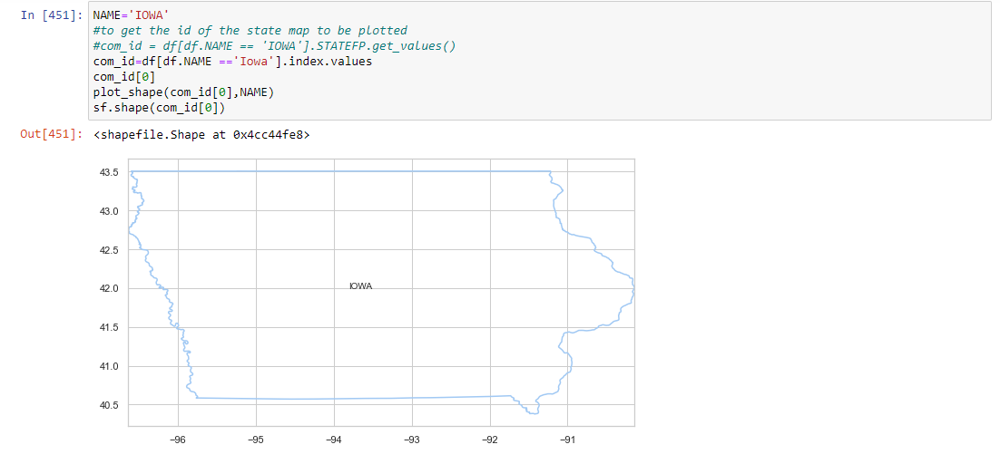 In [451]: NAME='IOWA'
#to get the id of the state map to be plotted
#com_id = df[df.NAME == 'IOWA'].STATEFP.get_values()
com_id=df[df.NAME =='Iowa'].index.values
com_id[0]
plot_shape(com_id[0],NAME)
sf.shape(com_id[0])
Out[451]: <shapefile.Shape at 0x4cc44fe8>
43.5
43.0
42.5
42.0
IOWA
41.5
41.0
40.5
−96 −95 −94 −93 −92 −91